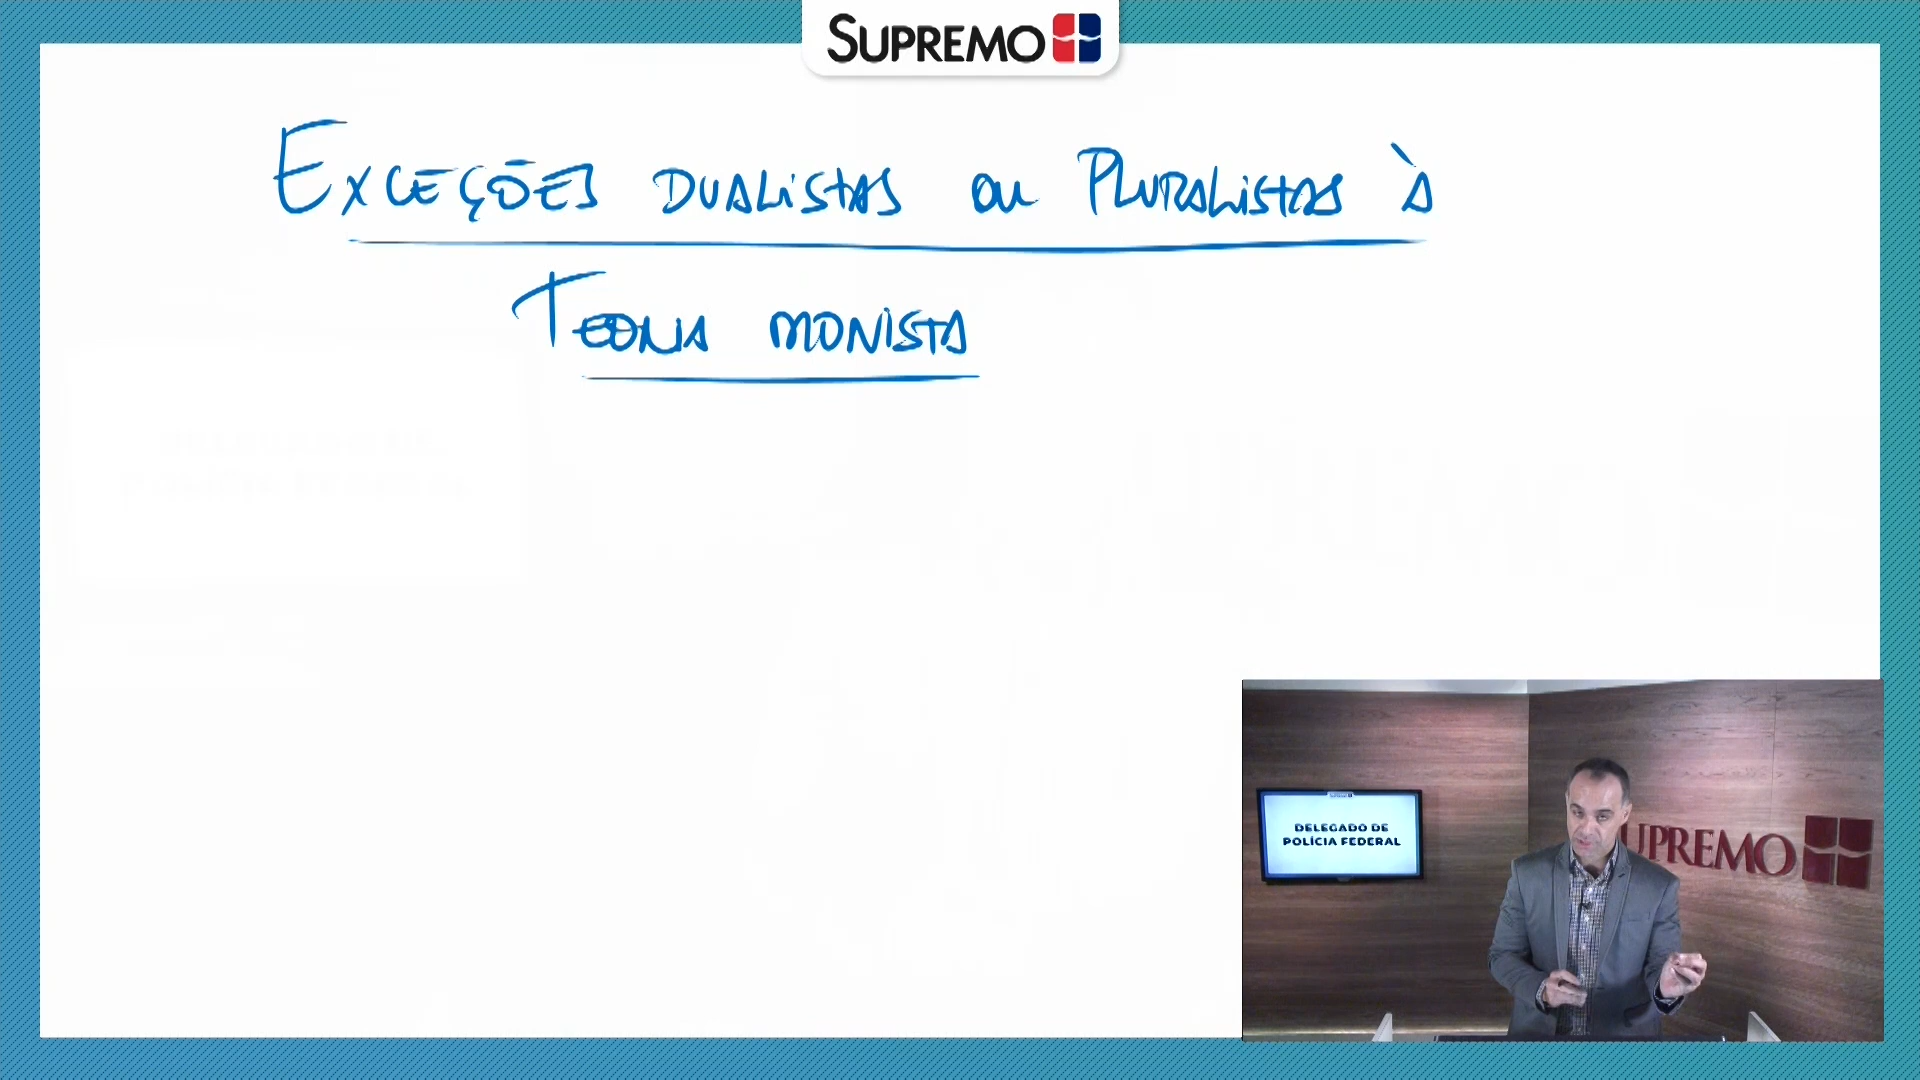 SUPREMO
EXCEÇÕES DUALISTAS OU PLURALISTAS À
TEORIA MONISTA
DELEGADO DE
POLÍCIA FEDERAL
SUPREMO